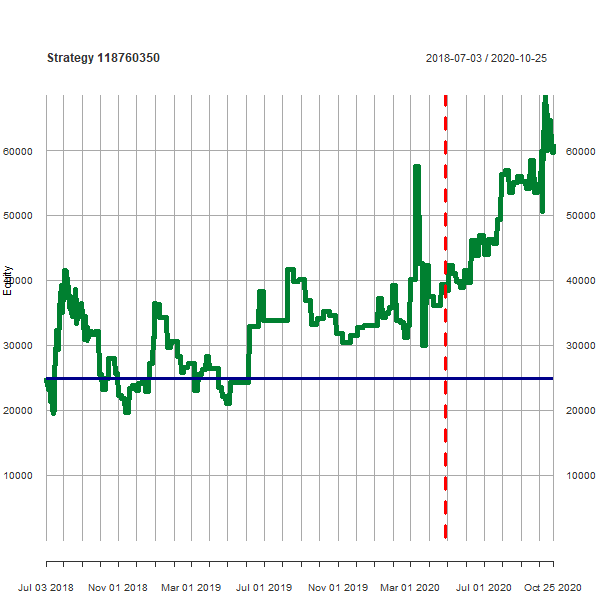 Strategy 118760350 2018-07-03 / 2020-10-25
60000 60000
50000 50000
Equity
40000 40000
30000 30000
20000 20000
10000 10000
Jul 03 2018 Nov 01 2018 Mar 01 2019 Jul 01 2019 Nov 01 2019 Mar 01 2020 Jul 01 2020 Oct 25 2020